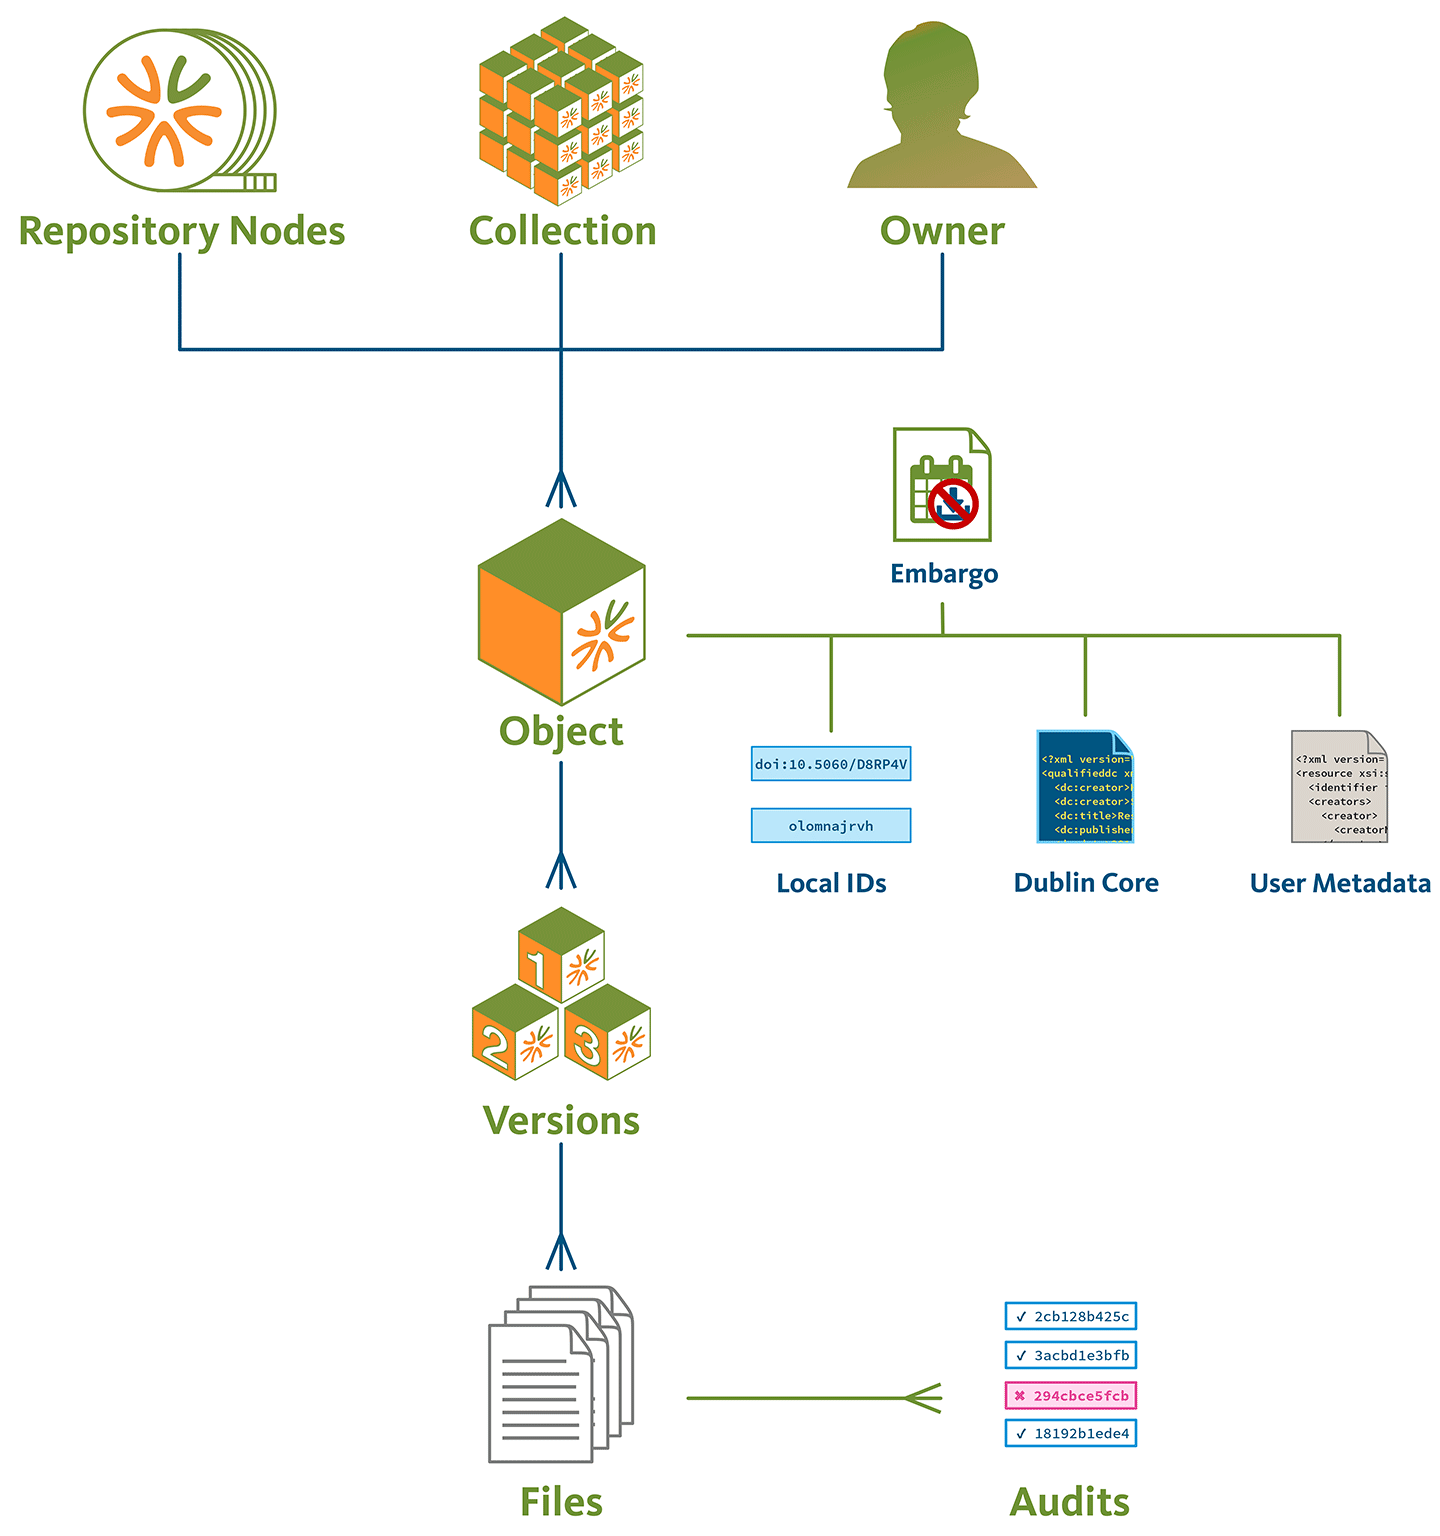 Repository Nodes
Collection
Owner
Embargo
Object
doi:10.5060/D8RP4V
olomnajrvh
Local IDs
<?xml version=
<qualifieddc x
<dc:creator>
<dc:creator>
<dc:title>Res
<dc:publisher
Dublin Core
<?xml version=
<resource xsi:
<identifier
<creators>
<creator>
<creator
User Metadata
1
2
3
Versions
Files
✓ 2cb128b425c
✓ 3acbd1e3bfb
✖ 294cbce5fcb
✓ 18192b1ede4
Audits